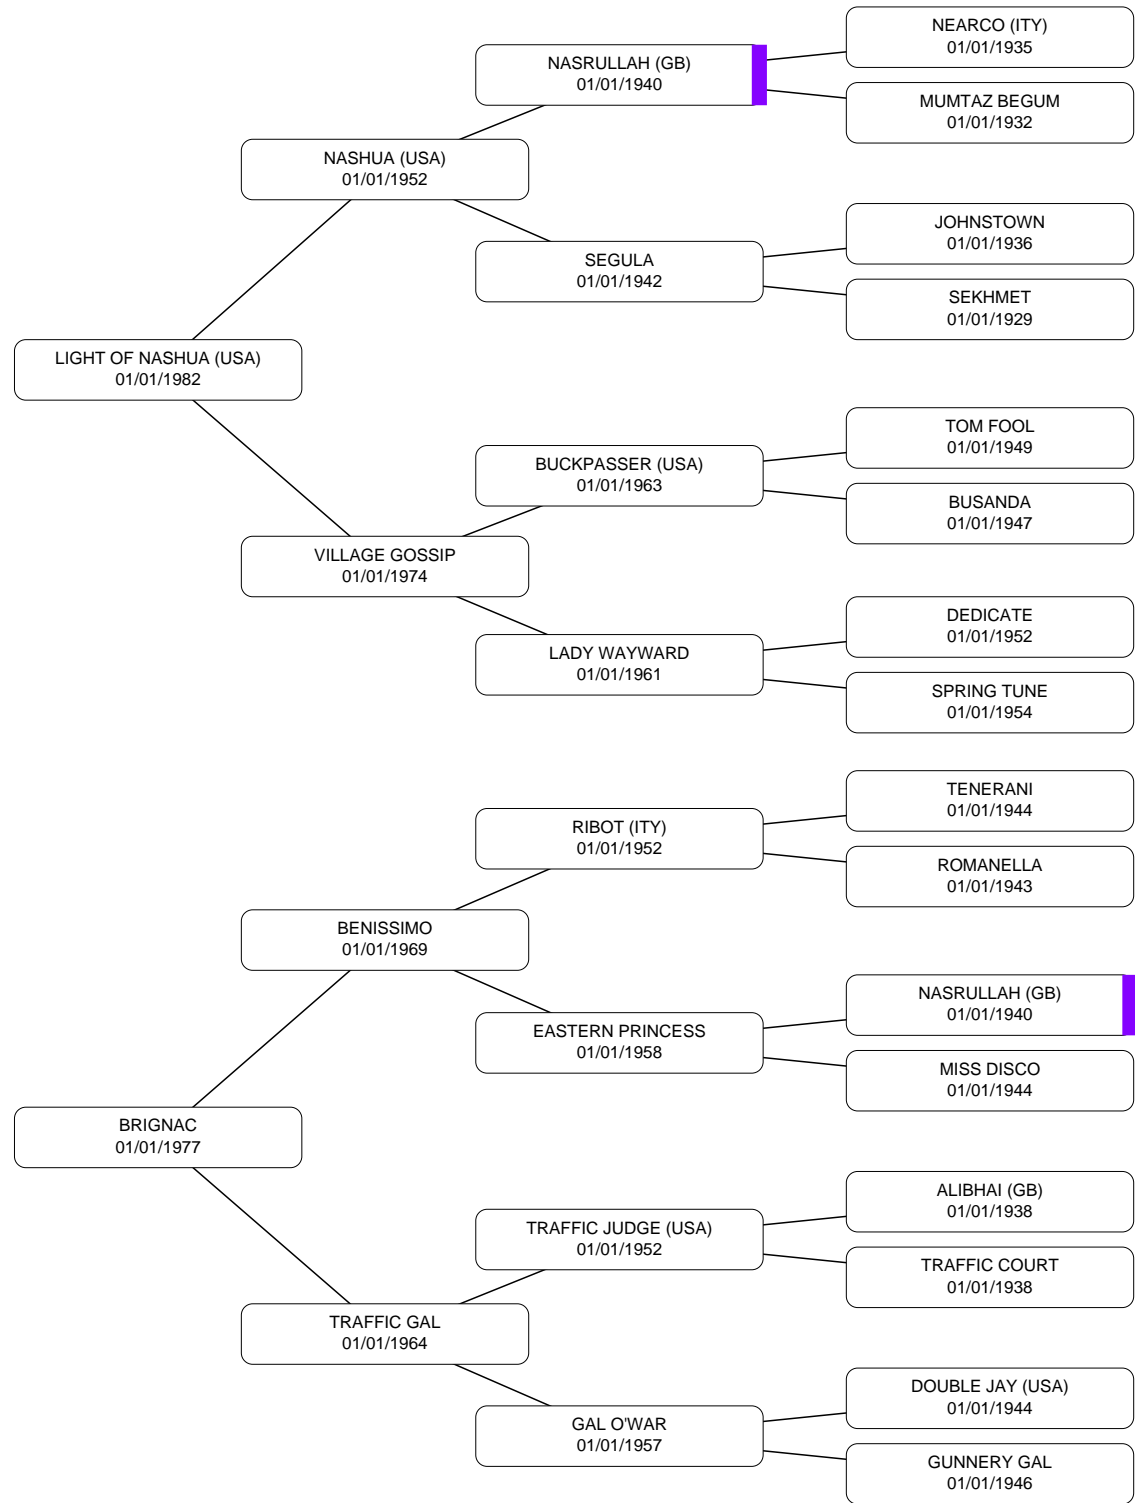 NEARCO (ITY)
01/01/1935
NASRULLAH (GB)
01/01/1940
MUMTAZ BEGUM
01/01/1932
NASHUA (USA)
01/01/1952
JOHNSTOWN
01/01/1936
SEGULA
01/01/1942
SEKHMET
01/01/1929
LIGHT OF NASHUA (USA)
01/01/1982
TOM FOOL
01/01/1949
BUCKPASSER (USA)
01/01/1963
BUSANDA
01/01/1947
VILLAGE GOSSIP
01/01/1974
DEDICATE
01/01/1952
LADY WAYWARD
01/01/1961
SPRING TUNE
01/01/1954
TENERANI
01/01/1944
RIBOT (ITY)
01/01/1952
ROMANELLA
01/01/1943
BENISSIMO
01/01/1969
NASRULLAH (GB)
01/01/1940
EASTERN PRINCESS
01/01/1958
MISS DISCO
01/01/1944
BRIGNAC
01/01/1977
ALIBHAI (GB)
01/01/1938
TRAFFIC JUDGE (USA)
01/01/1952
TRAFFIC COURT
01/01/1938
TRAFFIC GAL
01/01/1964
DOUBLE JAY (USA)
01/01/1944
GAL O'WAR
01/01/1957
GUNNERY GAL
01/01/1946